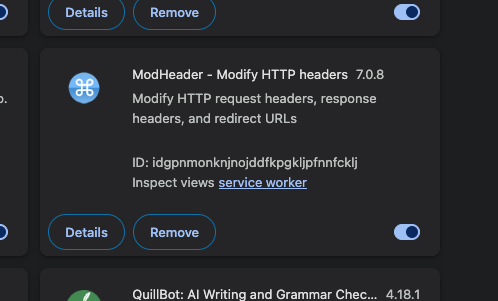 Details
Remove
o.
ModHeader - Modify HTTP headers 7.0.8
Modify HTTP request headers, response
headers, and redirect URLs
ID: idgpnmonknjnojddfkpgkljpfnnfcklj
Inspect views service worker
Details
Remove
QuillBot: AI Writing and Grammar Chec... 4.18.1